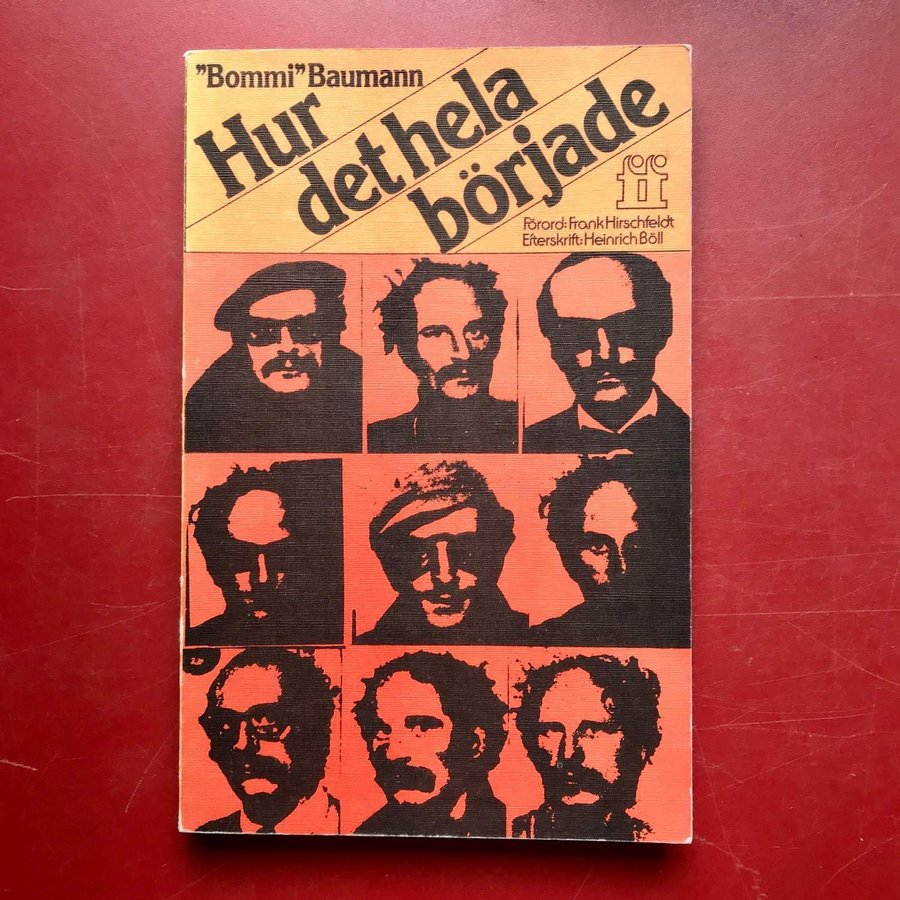 ”Bommi” Baumann
Hur
det hela
började
ff
Förord: Frank Hirschfeldt
Efterskrift: Heinrich Böll